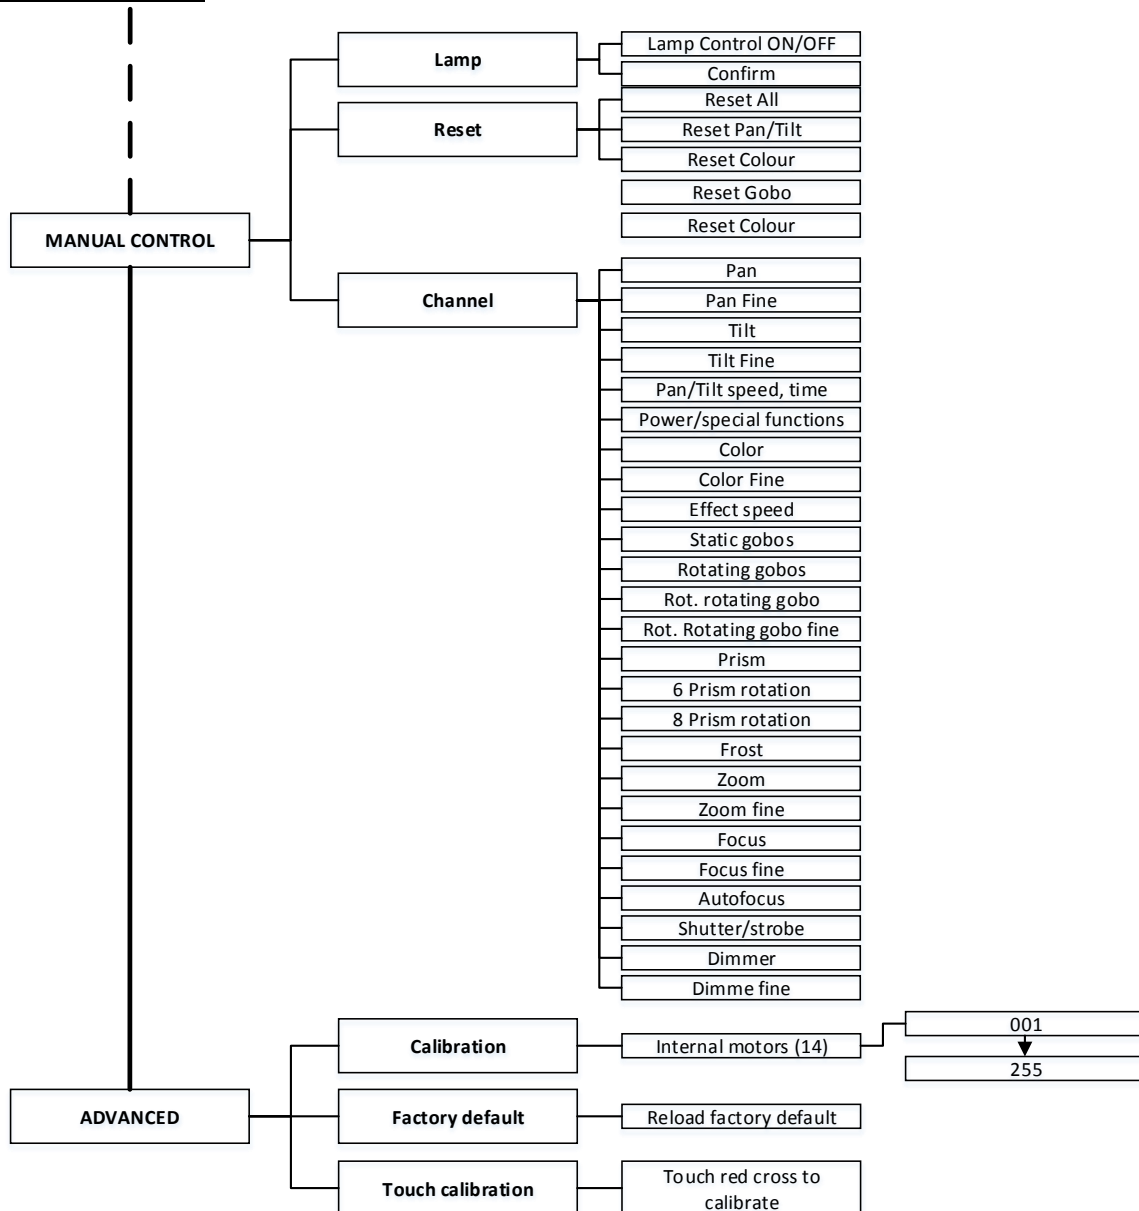 Lamp
Lamp Control ON/OFF
Confirm
Reset
Reset All
Reset Pan/Tilt
Reset Colour
Reset Gobo
Reset Colour
MANUAL CONTROL
Channel
Pan
Pan Fine
Tilt
Tilt Fine
Pan/Tilt speed, time
Power/special functions
Color
Color Fine
Effect speed
Static gobos
Rotating gobos
Rot. rotating gobo
Rot. Rotating gobo fine
Prism
6 Prism rotation
8 Prism rotation
Frost
Zoom
Zoom fine
Focus
Focus fine
Autofocus
Shutter/strobe
Dimmer
Dimme fine
ADVANCED
Calibration
Internal motors (14)
001
255
Factory default
Reload factory default
Touch calibration
Touch red cross to
calibrate